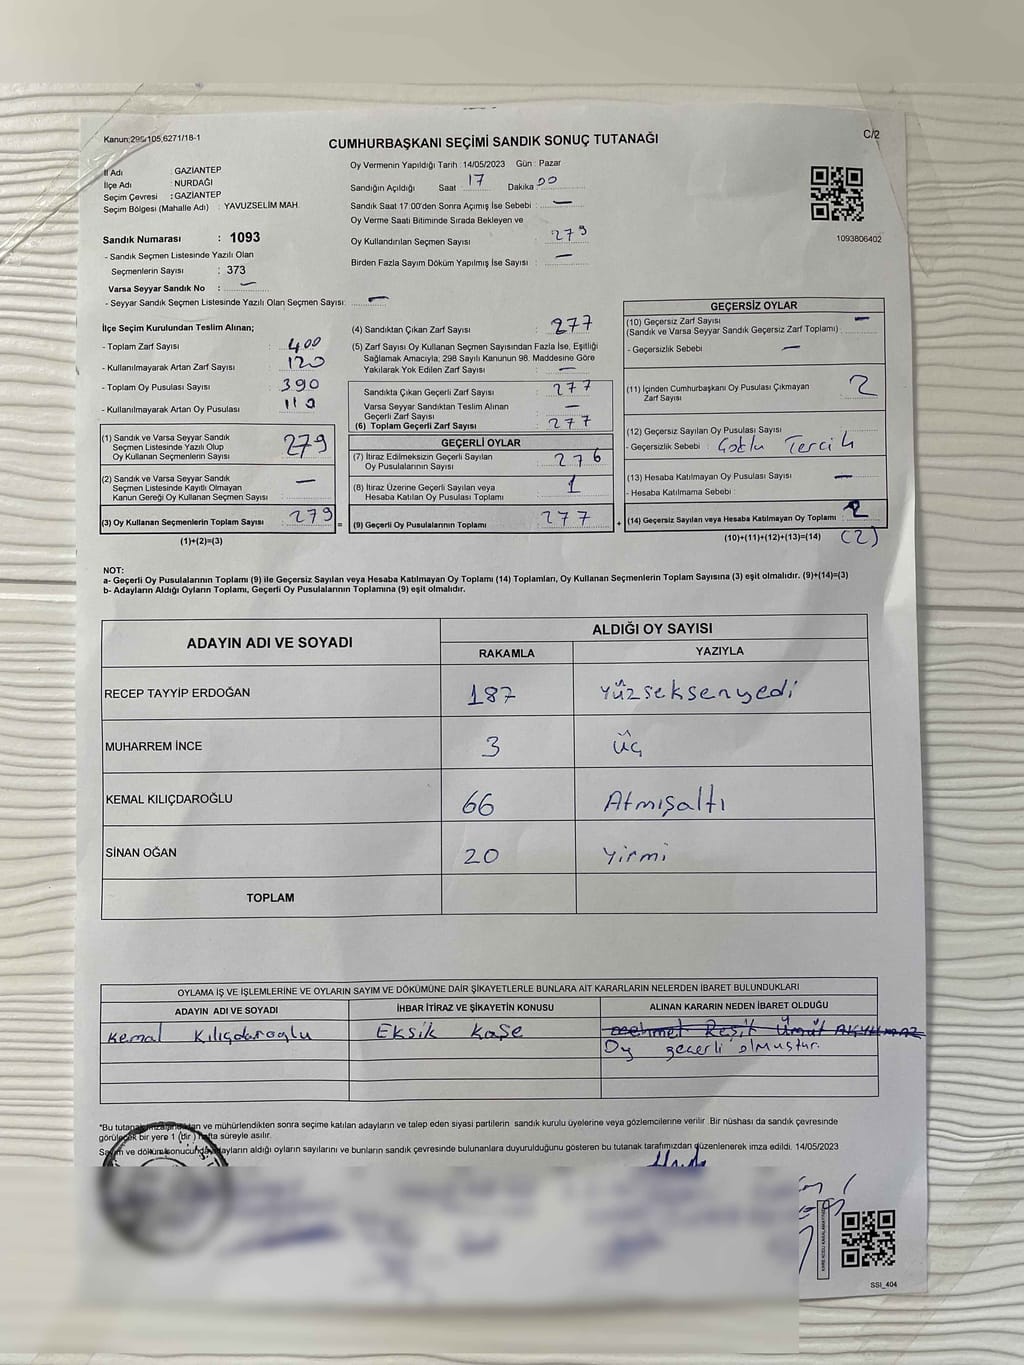 Kanun:298/105,6271/18-1
C/2
CUMHURBAŞKANI SEÇİMİ SANDIK SONUÇ TUTANAĞI
İl Adı : GAZİANTEP
İlçe Adı : NURDAĞI
Seçim Çevresi : GAZİANTEP
Seçim Bölgesi (Mahalle Adı) : YAVUZSELİM MAH.
Sandık Numarası : 1093
- Sandık Seçmen Listesinde Yazılı Olan
Seçmenlerin Sayısı : 373
Varsa Seyyar Sandık No : —
- Seyyar Sandık Seçmen Listesinde Yazılı Olan Seçmen Sayısı: —
Oy Vermenin Yapıldığı Tarih : 14/05/2023 Gün : Pazar
Sandığın Açıldığı Saat : 17 Dakika : 00
Sandık Saat 17:00'den Sonra Açımış İse Sebebi : —
Oy Verme Saati Bitiminde Sırada Bekleyen ve
Oy Kullandırılan Seçmen Sayısı : 279
Birden Fazla Sayım Döküm Yapılmış İse Sayısı : —
1093806402
İlçe Seçim Kurulundan Teslim Alınan;
- Toplam Zarf Sayısı : 400
- Kullanılmayarak Artan Zarf Sayısı : 120
- Toplam Oy Pusulası Sayısı : 390
- Kullanılmayarak Artan Oy Pusulası : 110
(1) Sandık ve Varsa Seyyar Sandık
Seçmen Listesinde Yazılı Olup
Oy Kullanan Seçmenlerin Sayısı : 279
(2) Sandık ve Varsa Seyyar Sandık
Seçmen Listesinde Kayıtlı Olmayan
Kanun Gereği Oy Kullanan Seçmen Sayısı : —
(3) Oy Kullanan Seçmenlerin Toplam Sayısı : 279 =
(1)+(2)=(3)
(4) Sandıktan Çıkan Zarf Sayısı : 277
(5) Zarf Sayısı Oy Kullanan Seçmen Sayısından Fazla İse, Eşitliği
Sağlamak Amacıyla; 298 Sayılı Kanunun 98. Maddesine Göre
Yakılarak Yok Edilen Zarf Sayısı : —
Sandıkta Çıkan Geçerli Zarf Sayısı : 277
Varsa Seyyar Sandıktan Teslim Alınan
Geçerli Zarf Sayısı : —
(6) Toplam Geçerli Zarf Sayısı : 277
GEÇERLİ OYLAR
(7) İtiraz Edilmeksizin Geçerli Sayılan
Oy Pusulalarının Sayısı : 276
(8) İtiraz Üzerine Geçerli Sayılan veya
Hesaba Katılan Oy Pusulası Toplamı : 1
(9) Geçerli Oy Pusulalarının Toplamı : 277 +
GEÇERSİZ OYLAR
(10) Geçersiz Zarf Sayısı
(Sandık ve Varsa Seyyar Sandık Geçersiz Zarf Toplamı) : —
- Geçersizlik Sebebi : —
(11) İçinden Cumhurbaşkanı Oy Pusulası Çıkmayan
Zarf Sayısı : 2
(12) Geçersiz Sayılan Oy Pusulası Sayısı :
- Geçersizlik Sebebi : Çoklu Tercih
(13) Hesaba Katılmayan Oy Pusulası Sayısı : —
- Hesaba Katılmama Sebebi :
(14) Geçersiz Sayılan veya Hesaba Katılmayan Oy Toplamı : 2
(10)+(11)+(12)+(13)=(14) (2)
NOT:
a- Geçerli Oy Pusulalarının Toplamı (9) ile Geçersiz Sayılan veya Hesaba Katılmayan Oy Toplamı (14) Toplamları, Oy Kullanan Seçmenlerin Toplam Sayısına (3) eşit olmalıdır. (9)+(14)=(3)
b- Adayların Aldığı Oyların Toplamı, Geçerli Oy Pusulalarının Toplamına (9) eşit olmalıdır.
ADAYIN ADI VE SOYADI ALDIĞI OY SAYISI
RAKAMLA YAZIYLA
RECEP TAYYİP ERDOĞAN 187 Yüzseksenyedi
MUHARREM İNCE 3 üç
KEMAL KILIÇDAROĞLU 66 Atmışaltı
SİNAN OĞAN 20 Yirmi
TOPLAM
OYLAMA İŞ VE İŞLEMLERİNE VE OYLARIN SAYIM VE DÖKÜMÜNE DAİR ŞİKAYETLERLE BUNLARA AİT KARARLARIN NELERDEN İBARET BULUNDUKLARI
ADAYIN ADI VE SOYADI İHBAR İTİRAZ VE ŞİKAYETİN KONUSU ALINAN KARARIN NEDEN İBARET OLDUĞU
Kemal Kılıçdaroğlu Eksik Kaşe Mehmet Reşit Ümüt AKYILMAZ
Oy geçerli olmuştur.
*Bu tutanak imzalandıktan ve mühürlendikten sonra seçime katılan adayların ve talep eden siyasi partilerin sandık kurulu üyelerine veya gözlemcilerine verilir. Bir nüshası da sandık çevresinde
görülecek bir yere 1 (bir) hafta süreyle asılır.
Sayım ve döküm sonucunda adayların aldığı oyların sayılarını ve bunların sandık çevresinde bulunanlara duyurulduğunu gösteren bu tutanak tarafımızdan düzenlenerek imza edildi. 14/05/2023
SSI_404